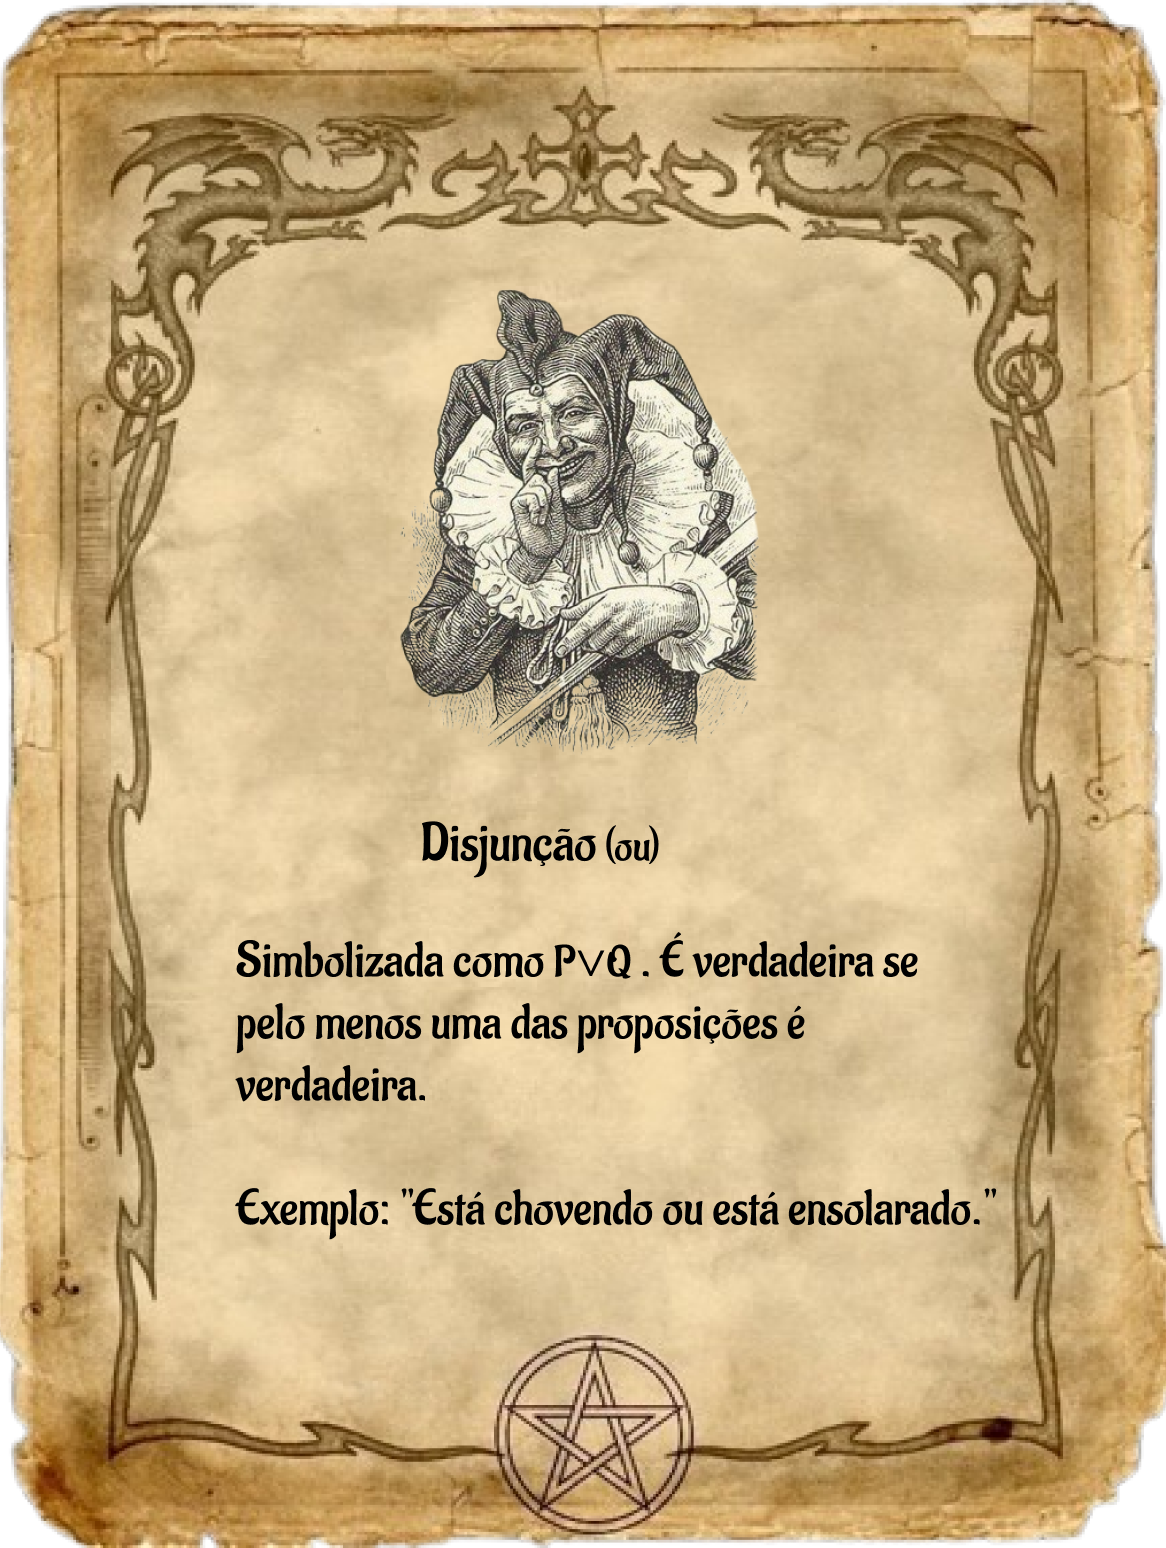 Disjunção (ou)
Simbolizada como P∨Q . É verdadeira se
pelo menos uma das proposições é
verdadeira.
Exemplo: "Está chovendo ou está ensolarado."